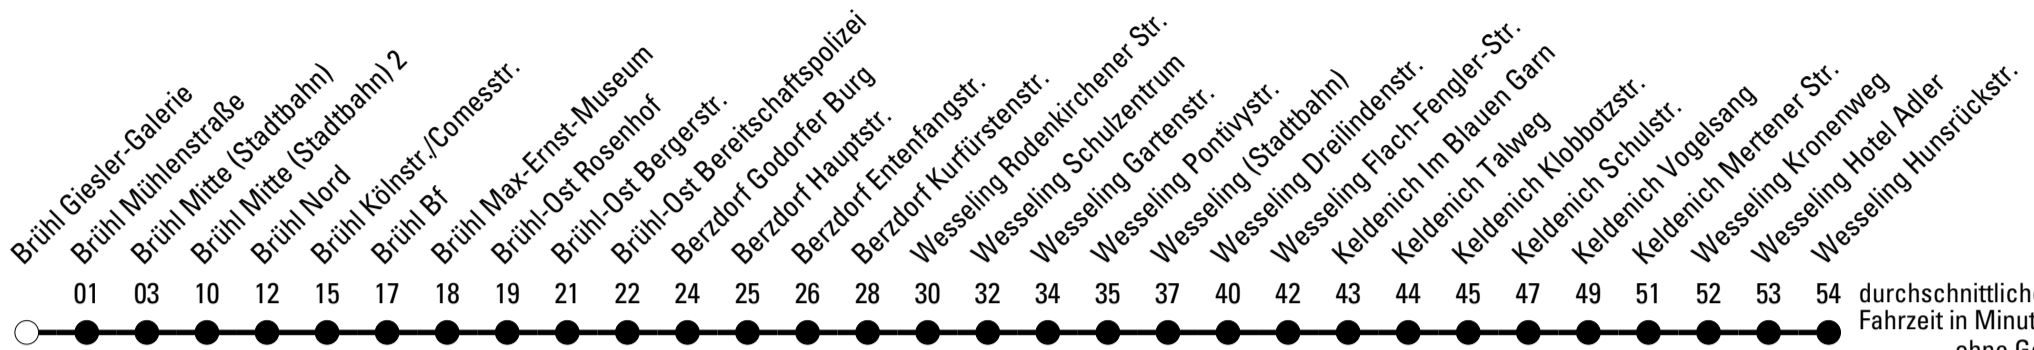 Brühl Giesler-Galerie
Brühl Mühlenstraße
Brühl Mitte (Stadtbahn)
Brühl Mitte (Stadtbahn) 2
Brühl Nord
Brühl Kölnstr./Comesstr.
Brühl Bf
Brühl Max-Ernst-Museum
Brühl-Ost Rosenhof
Brühl-Ost Bergerstr.
Brühl-Ost Bereitschaftspolizei
Berzdorf Godorfer Burg
Berzdorf Hauptstr.
Berzdorf Entenfangstr.
Berzdorf Kurfürstenstr.
Wesseling Rodenkirchener Str.
Wesseling Schulzentrum
Wesseling Gartenstr.
Wesseling Pontivystr.
Wesseling (Stadtbahn)
Wesseling Dreilindenstr.
Wesseling Flach-Fengler-Str.
Keldenich Im Blauen Garn
Keldenich Talweg
Keldenich Klobbotzstr.
Keldenich Schulstr.
Keldenich Vogelsang
Keldenich Mertener Str.
Wesseling Kronenweg
Wesseling Hotel Adler
Wesseling Hunsrückstr.
01 03 10 12 15 17 18 19 21 22 24 25 26 28 30 32 34 35 37 40 42 43 44 45 47 49 51 52 53 54
durchschnittliche
Fahrzeit in Minut
ohne G